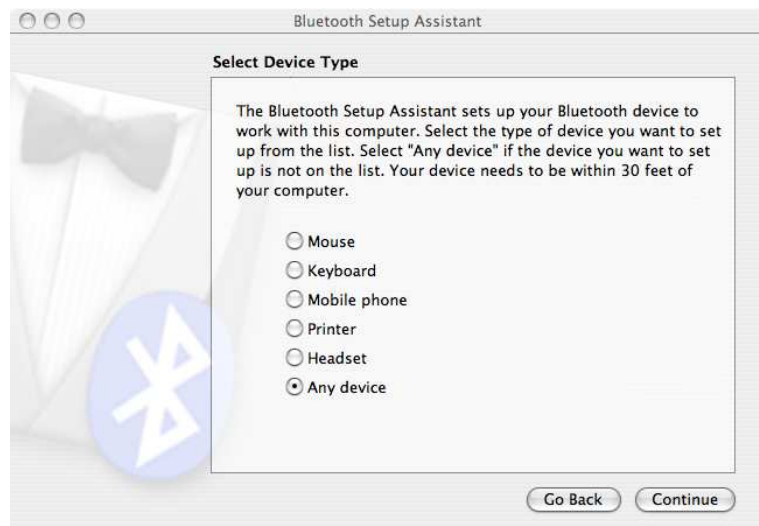 Bluetooth Setup Assistant
Select Device Type
The Bluetooth Setup Assistant sets up your Bluetooth device to
work with this computer. Select the type of device you want to set
up from the list. Select "Any device" if the device you want to set
up is not on the list. Your device needs to be within 30 feet of
your computer.
Mouse
Keyboard
Mobile phone
Printer
Headset
Any device
Go Back Continue